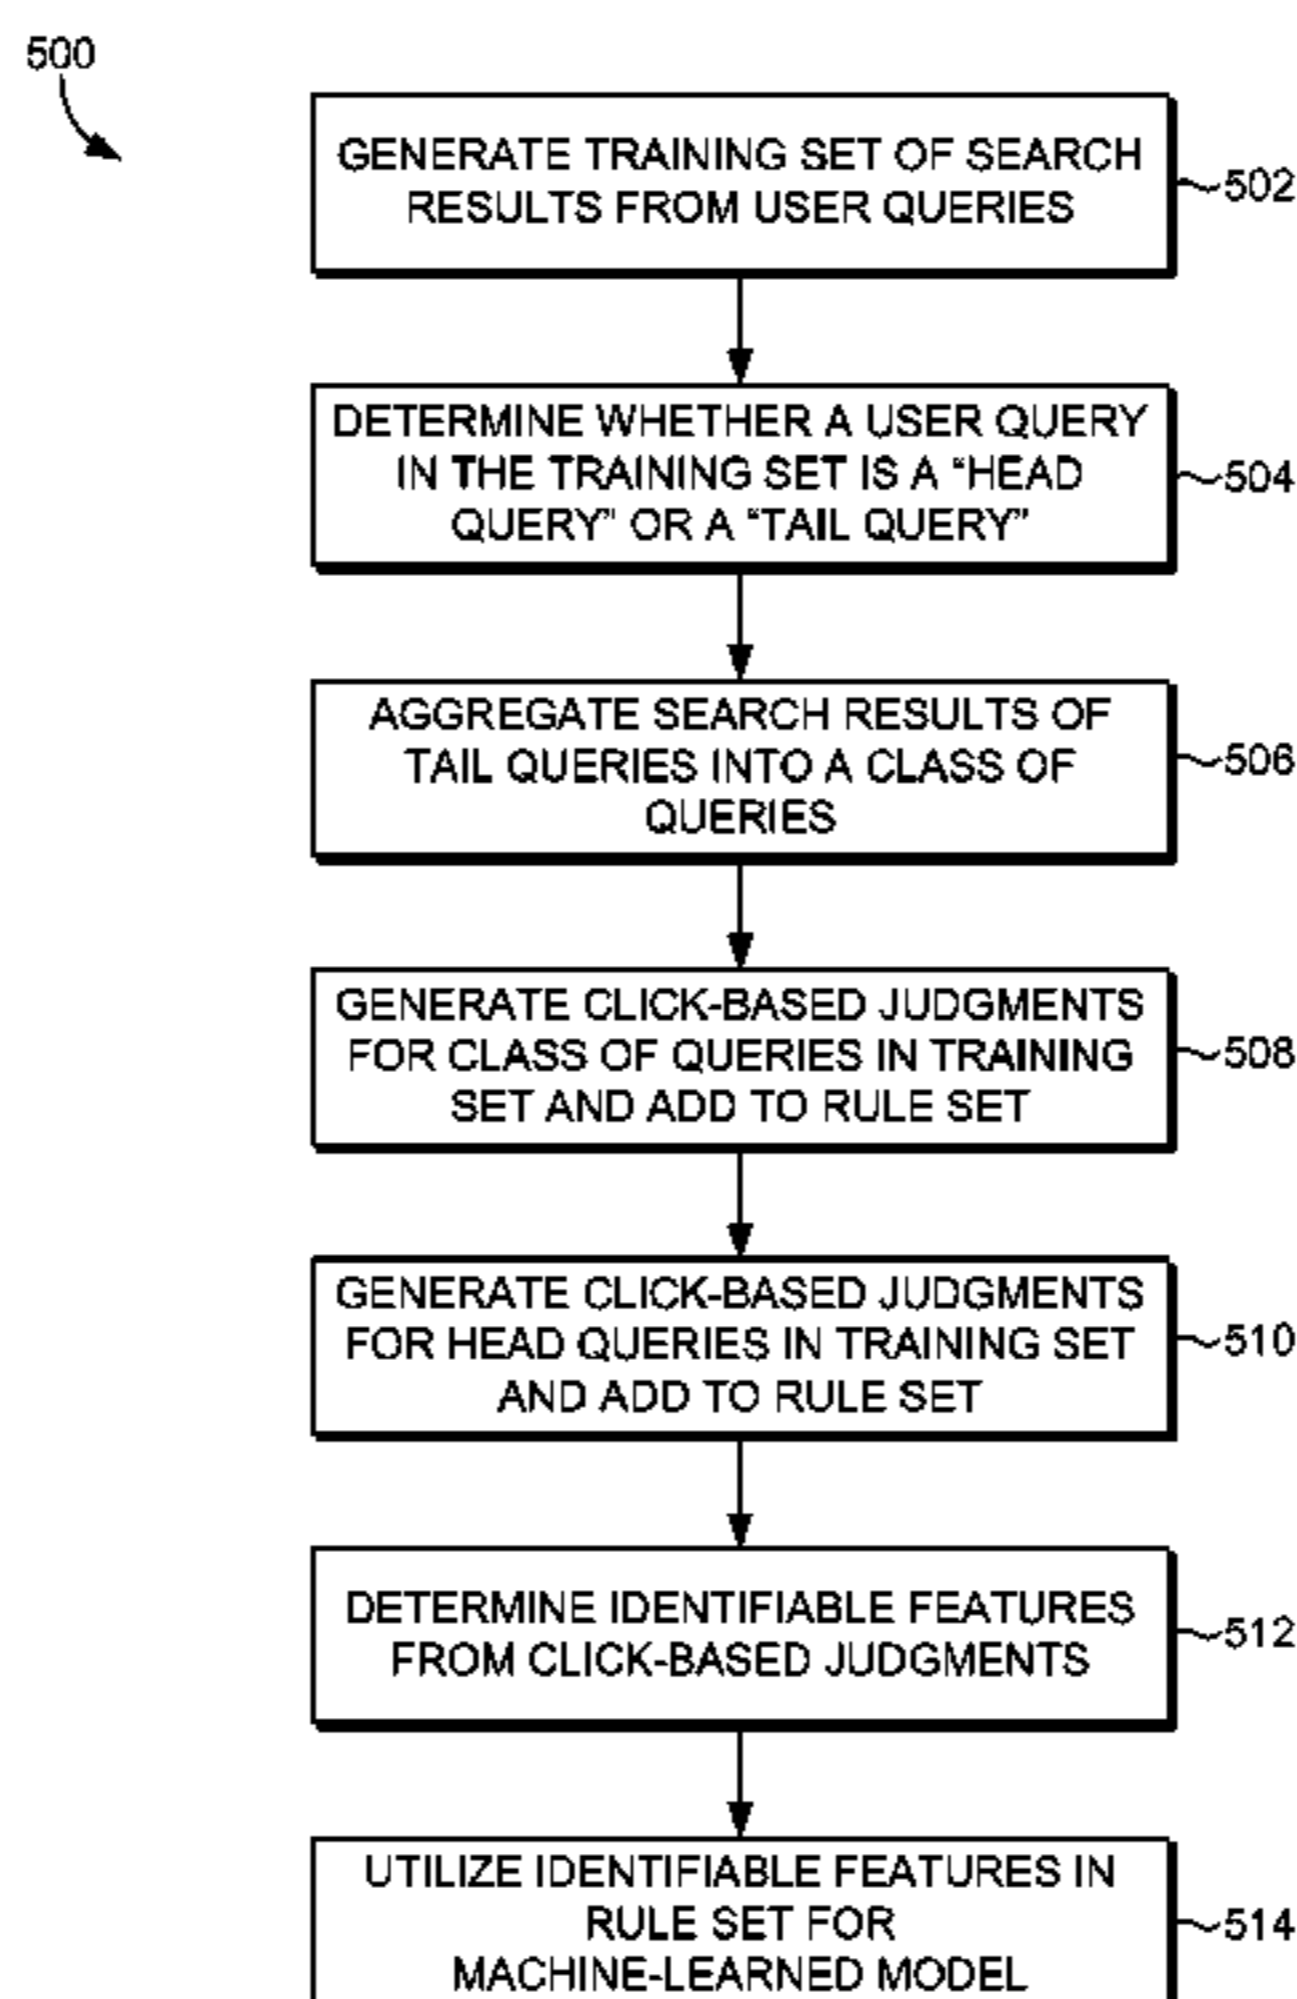 500
GENERATE TRAINING SET OF SEARCH
RESULTS FROM USER QUERIES
502
DETERMINE WHETHER A USER QUERY
IN THE TRAINING SET IS A “HEAD
QUERY” OR A “TAIL QUERY”
504
AGGREGATE SEARCH RESULTS OF
TAIL QUERIES INTO A CLASS OF
QUERIES
506
GENERATE CLICK-BASED JUDGMENTS
FOR CLASS OF QUERIES IN TRAINING
SET AND ADD TO RULE SET
508
GENERATE CLICK-BASED JUDGMENTS
FOR HEAD QUERIES IN TRAINING SET
AND ADD TO RULE SET
510
DETERMINE IDENTIFIABLE FEATURES
FROM CLICK-BASED JUDGMENTS
512
UTILIZE IDENTIFIABLE FEATURES IN
RULE SET FOR
MACHINE-LEARNED MODEL
514